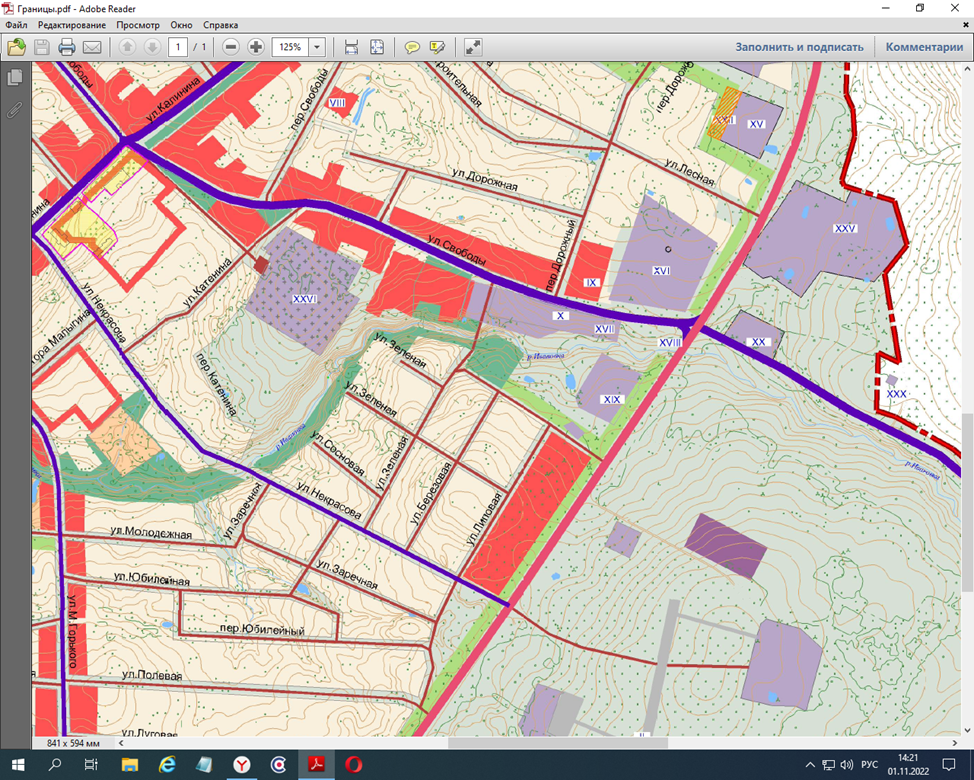 Границы.pdf - Adobe Reader
Файл Редактирование Просмотр Окно Справка
1 / 1 125% Заполнить и подписать Комментарии
ул.Калинина
пер.Свободы
VIII
ул.Дорожная
ул.Лесная
XV
XXV
ул.Свободы
пер.Дорожный
XVI
IX
X
XVII
XVIII
XX
XXX
XIX
XXVI
ул.Катенина
ул.Некрасова
пер.Катенина
р.Ивановка
ул.Зеленая
ул.Зеленая
ул.Сосновая
ул.Зеленая
ул.Березовая
ул.Липовая
ул.Некрасова
ул.Заречная
ул.Заречная
ул.Молодежная
ул.Юбилейная
пер.Юбилейный
ул.М.Горького
ул.Полевая
ул.Луговая
841 x 594 мм
РУС
14:21
01.11.2022